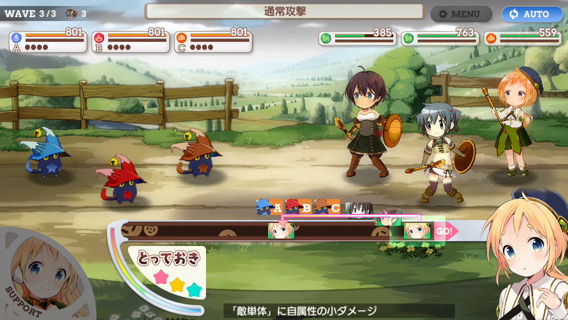 WAVE 3/3 3
通常攻撃
MENU
AUTO
801 801 801
A B C
385 763 559
A B C
GO!
とっておき
SUPPORT
「敵単体」に自属性の小ダメージ